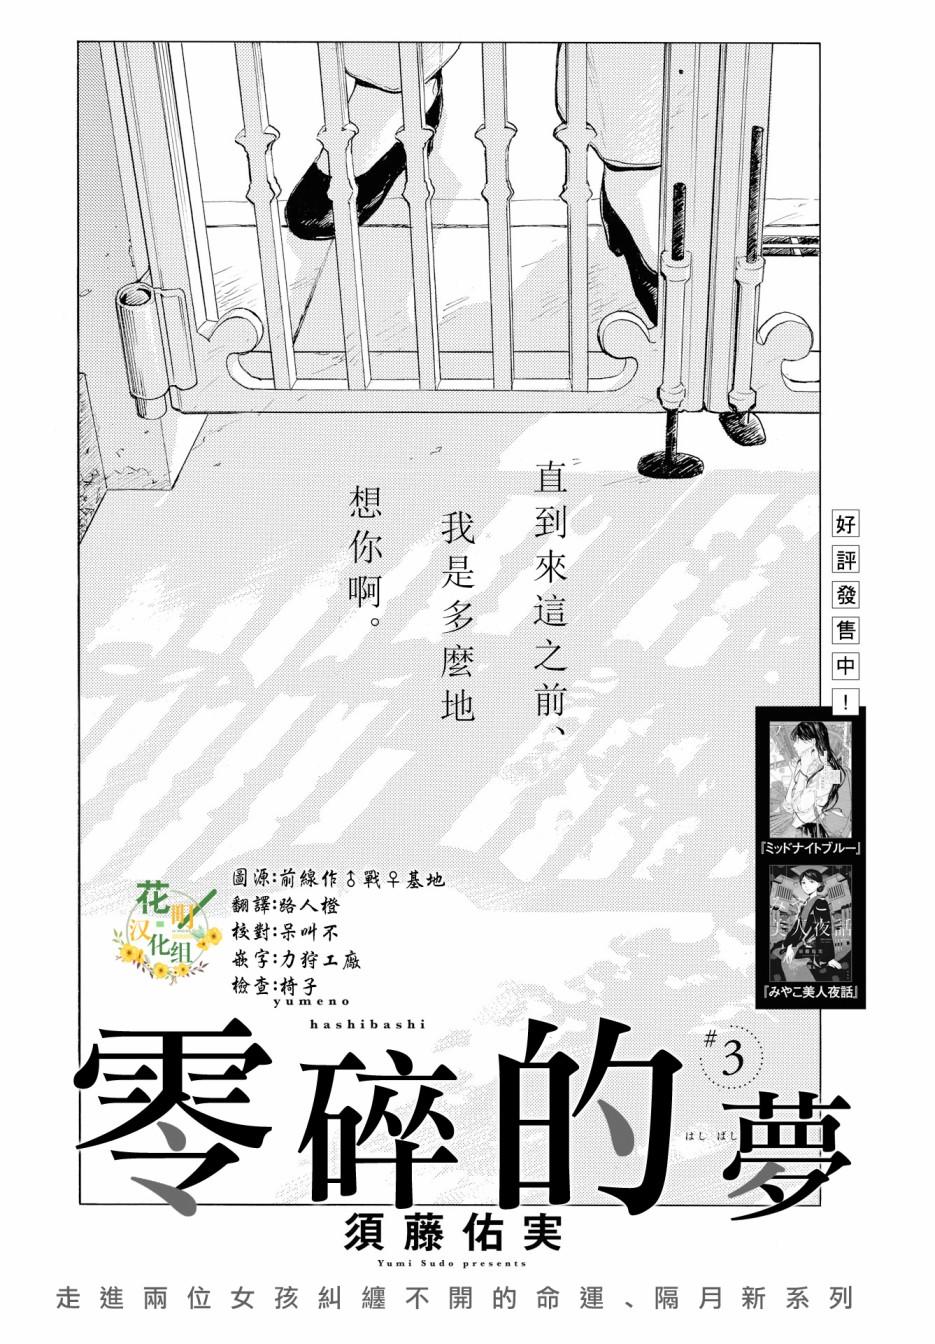 直到來這之前、
我是多麼地
想你啊。
好評發售中！
『ミッドナイトブルー』
美人夜話
『みやこ美人夜話』
花明
汉化组
圖源:前線作♂戰♀基地
翻譯:路人橙
校對:呆叫不
嵌字:力狩工廠
檢查:椅子
yumeno
hashibashi
#3
零碎的夢
はし ばし
須藤佑実
Yumi Sudo presents
走進兩位女孩糾纏不開的命運、隔月新系列